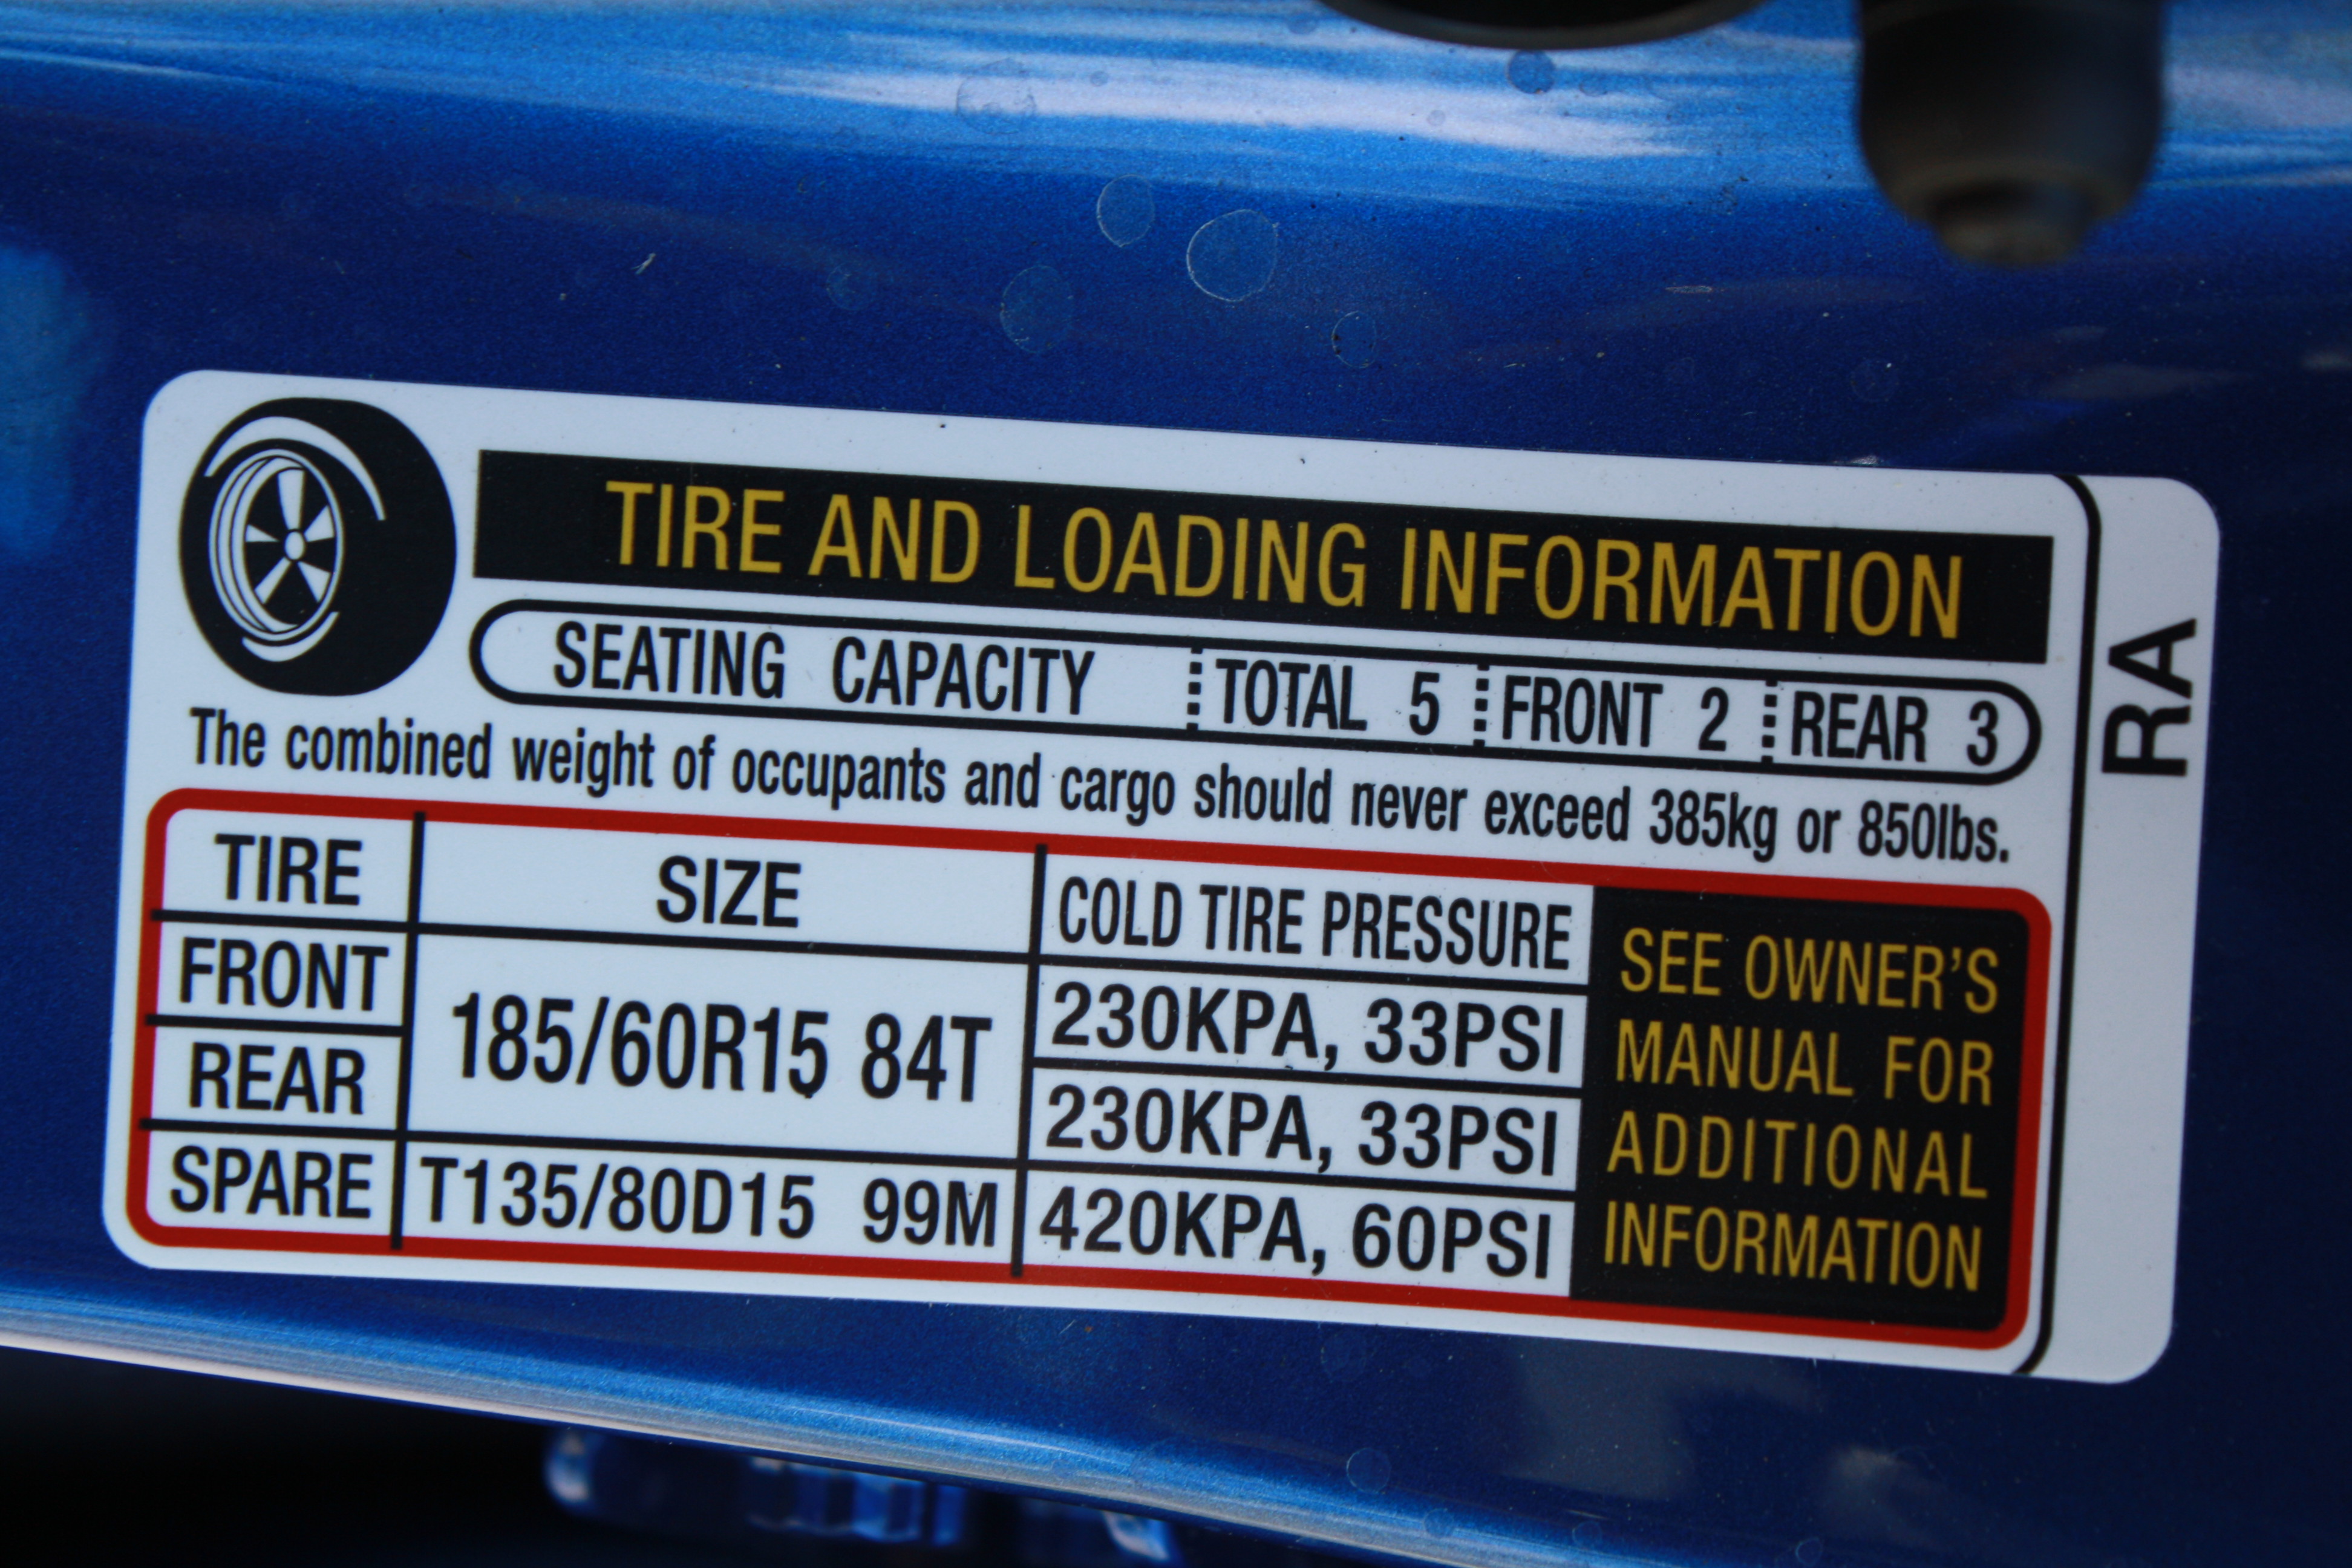 TIRE AND LOADING INFORMATION
SEATING CAPACITY TOTAL 5 FRONT 2 REAR 3
The combined weight of occupants and cargo should never exceed 385kg or 850lbs.
TIRE SIZE COLD TIRE PRESSURE
FRONT 185/60R15 84T 230KPA, 33PSI
REAR 230KPA, 33PSI
SPARE T135/80D15 99M 420KPA, 60PSI
SEE OWNER'S
MANUAL FOR
ADDITIONAL
INFORMATION
RA